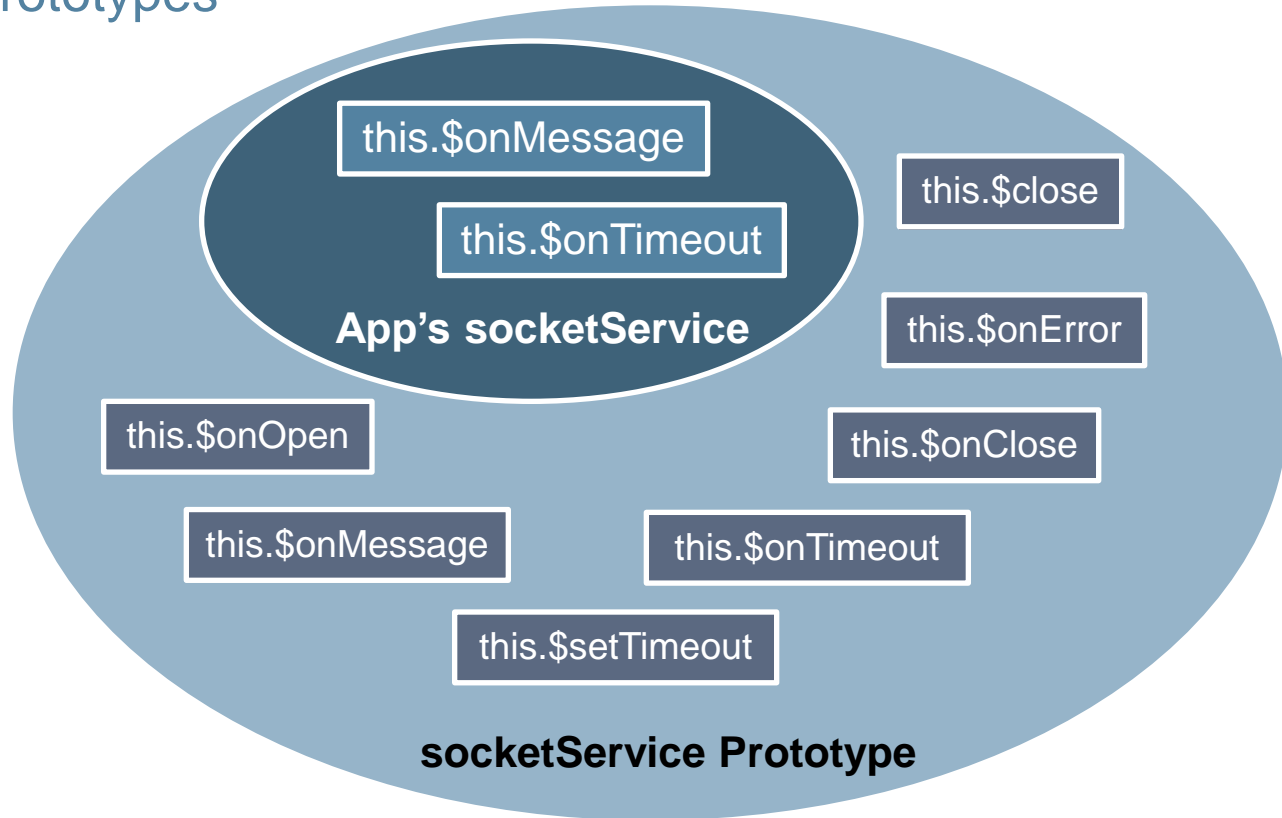 rototypes
this.$onMessage
this.$close
this.$onTimeout
App’s socketService
this.$onError
this.$onOpen
this.$onClose
this.$onMessage
this.$onTimeout
this.$setTimeout
socketService Prototype